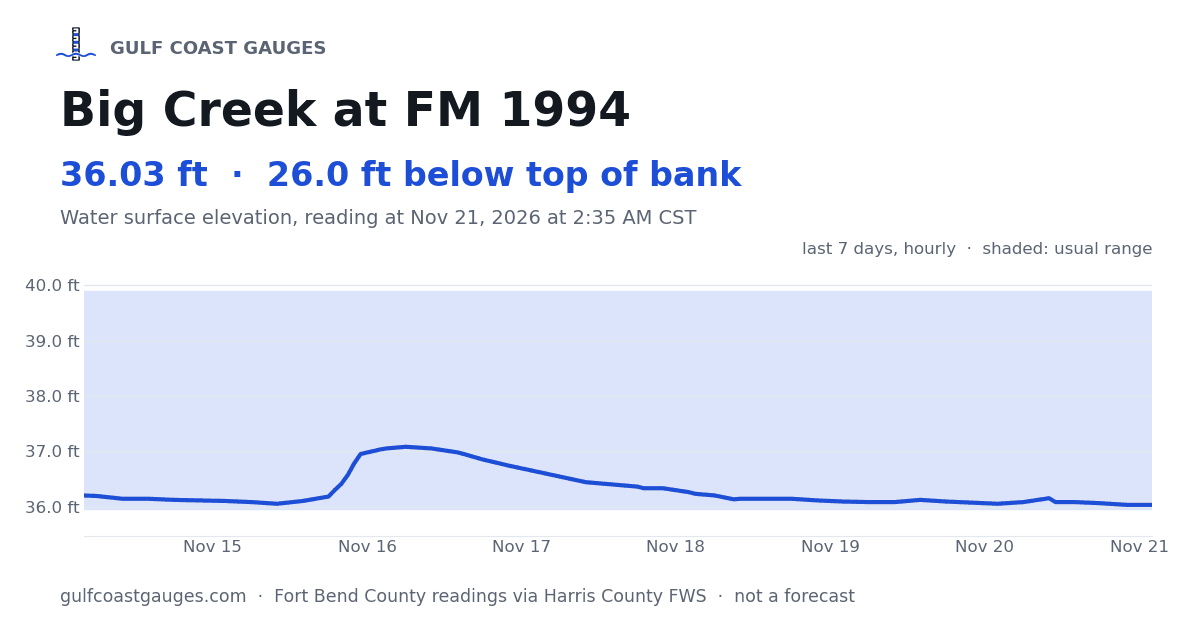 GULF COAST GAUGES
Big Creek at FM 1994
36.03 ft · 26.0 ft below top of bank
Water surface elevation, reading at Nov 21, 2026 at 2:35 AM CST
last 7 days, hourly · shaded: usual range
40.0 ft
39.0 ft
38.0 ft
37.0 ft
36.0 ft
Nov 15 Nov 16 Nov 17 Nov 18 Nov 19 Nov 20 Nov 21
gulfcoastgauges.com · Fort Bend County readings via Harris County FWS · not a forecast